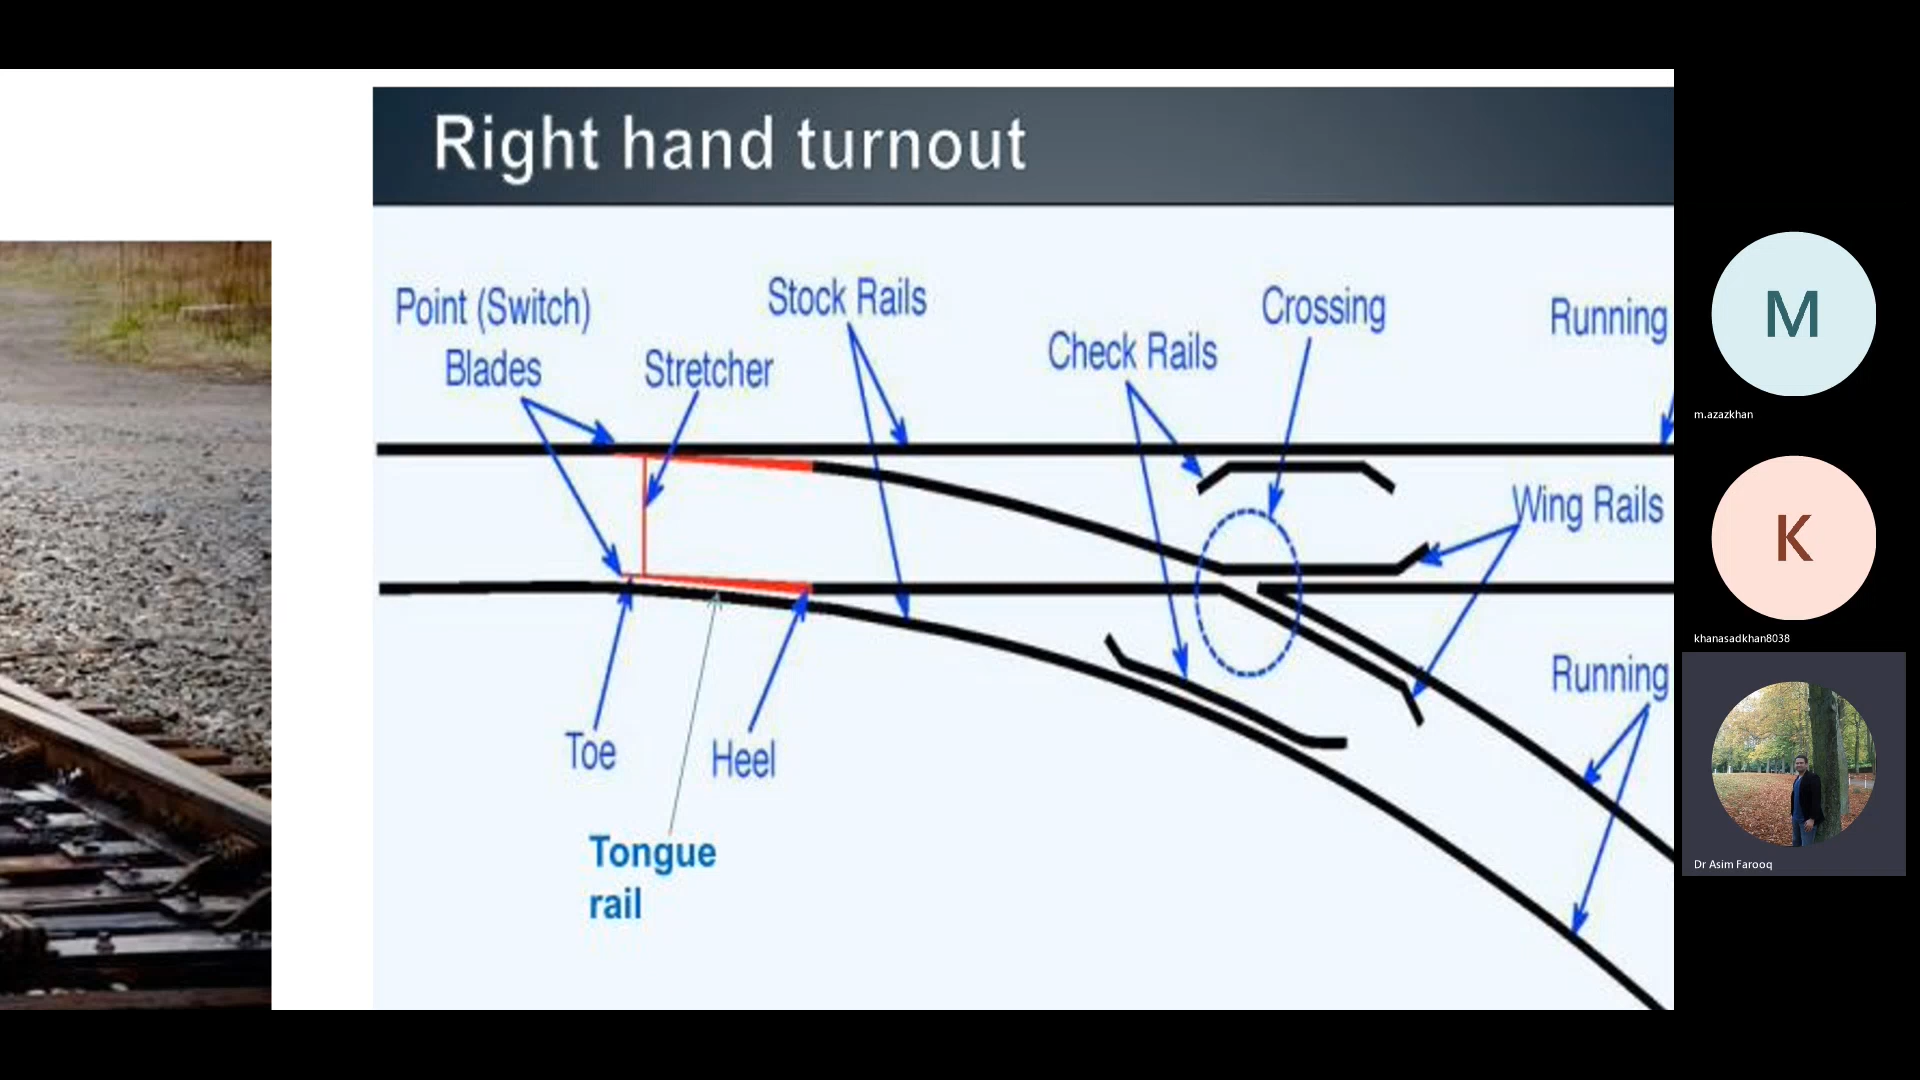 Right hand turnout
Point (Switch)
Blades
Stretcher
Stock Rails
Check Rails
Crossing
Running
Wing Rails
Running
Toe
Heel
Tongue
rail
M
m.azazkhan
K
khanasadkhan8038
Dr Asim Farooq